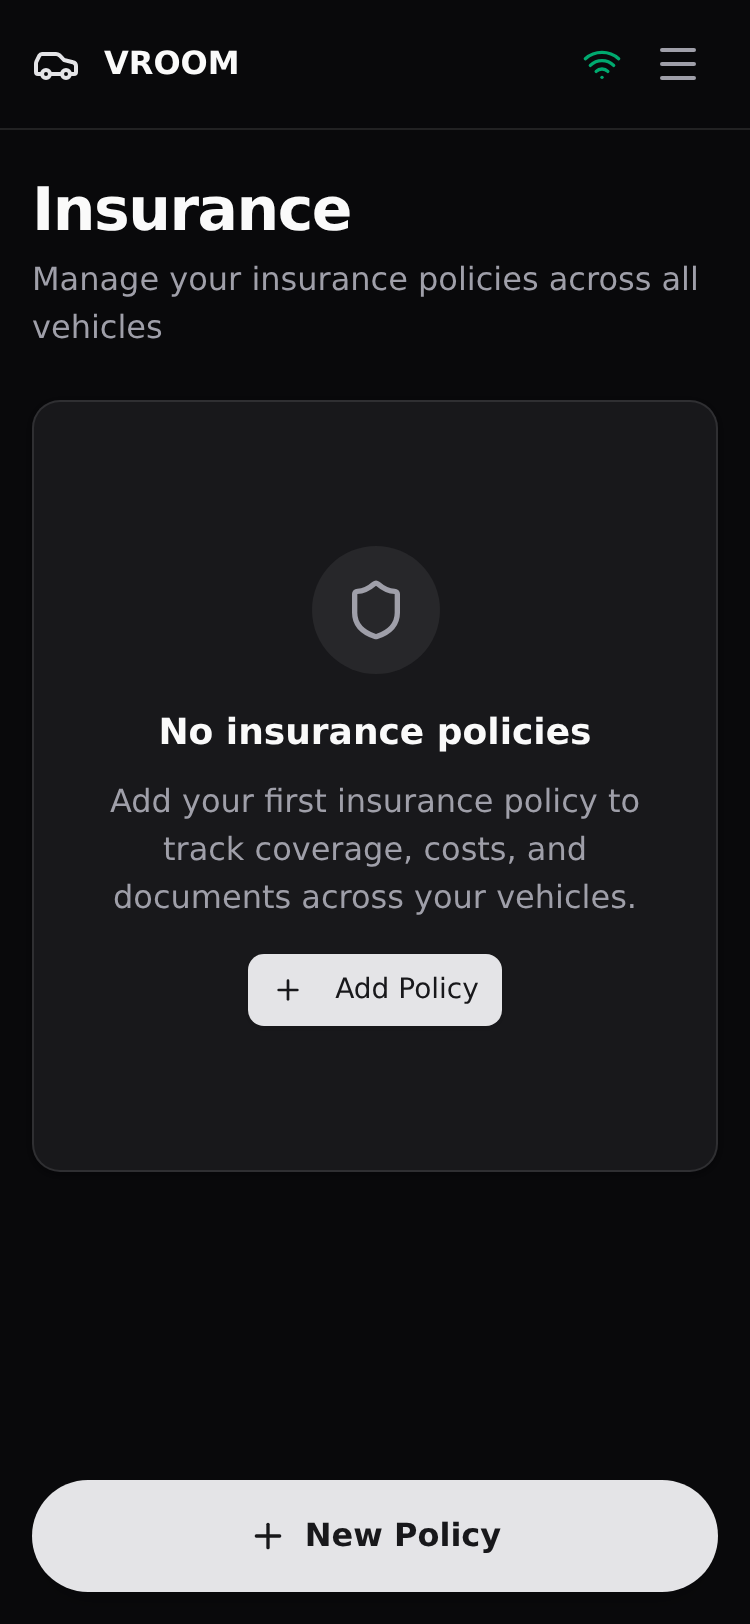 VROOM
Insurance
Manage your insurance policies across all
vehicles
No insurance policies
Add your first insurance policy to
track coverage, costs, and
documents across your vehicles.
Add Policy
New Policy